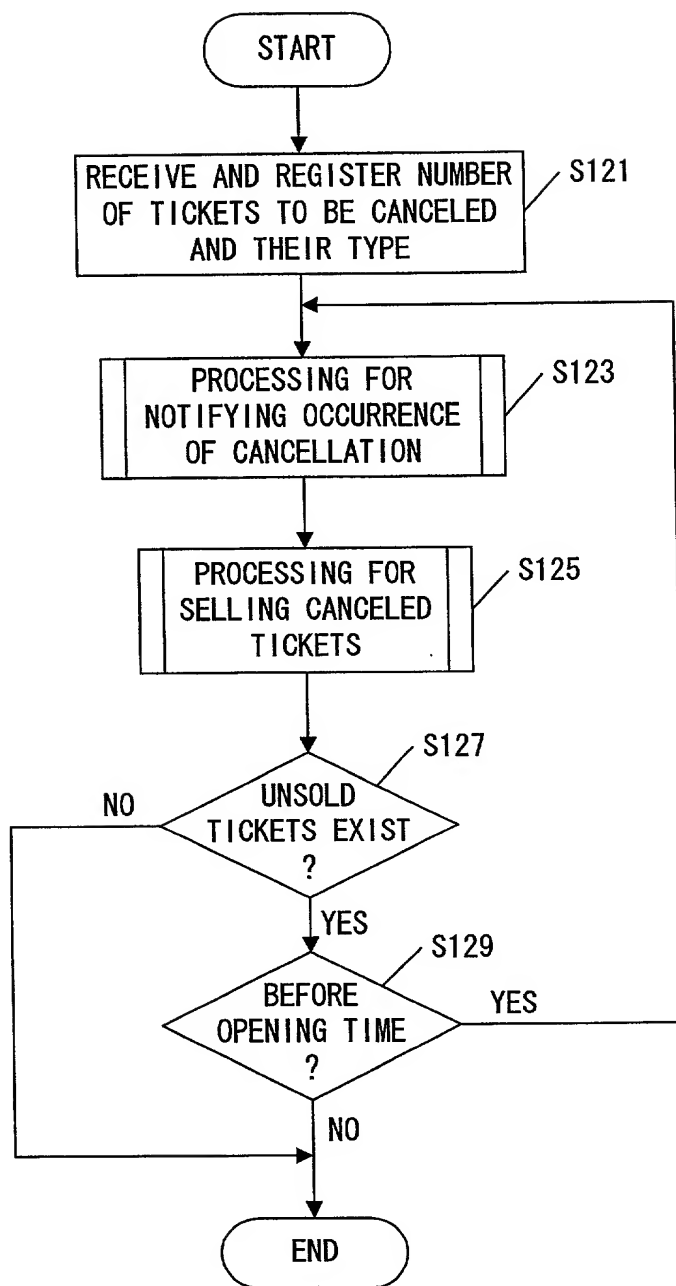 START
RECEIVE AND REGISTER NUMBER
OF TICKETS TO BE CANCELED
AND THEIR TYPE
S121
PROCESSING FOR
NOTIFYING OCCURRENCE
OF CANCELLATION
S123
PROCESSING FOR
SELLING CANCELED
TICKETS
S125
S127
NO
UNSOLD
TICKETS EXIST
?
YES
S129
BEFORE
OPENING TIME
?
YES
NO
END